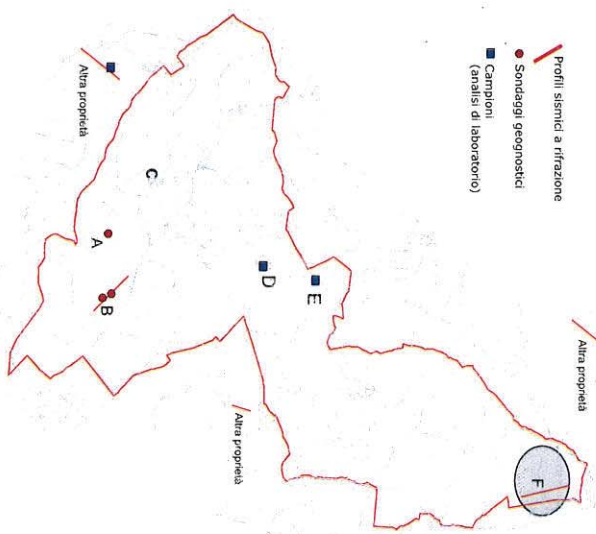 Profili sismici a rifrazione
Sondaggi geognostici
Campioni
(analisi di laboratorio)
Altra proprietà
Altra proprietà
Altra proprietà
A
B
C
D
E
F